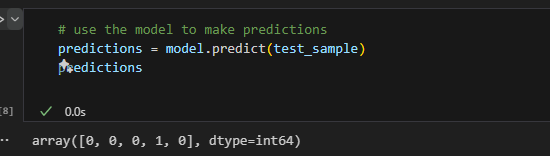 # use the model to make predictions
predictions = model.predict(test_sample)
predictions
[8]
0.0s
array([0, 0, 0, 1, 0], dtype=int64)